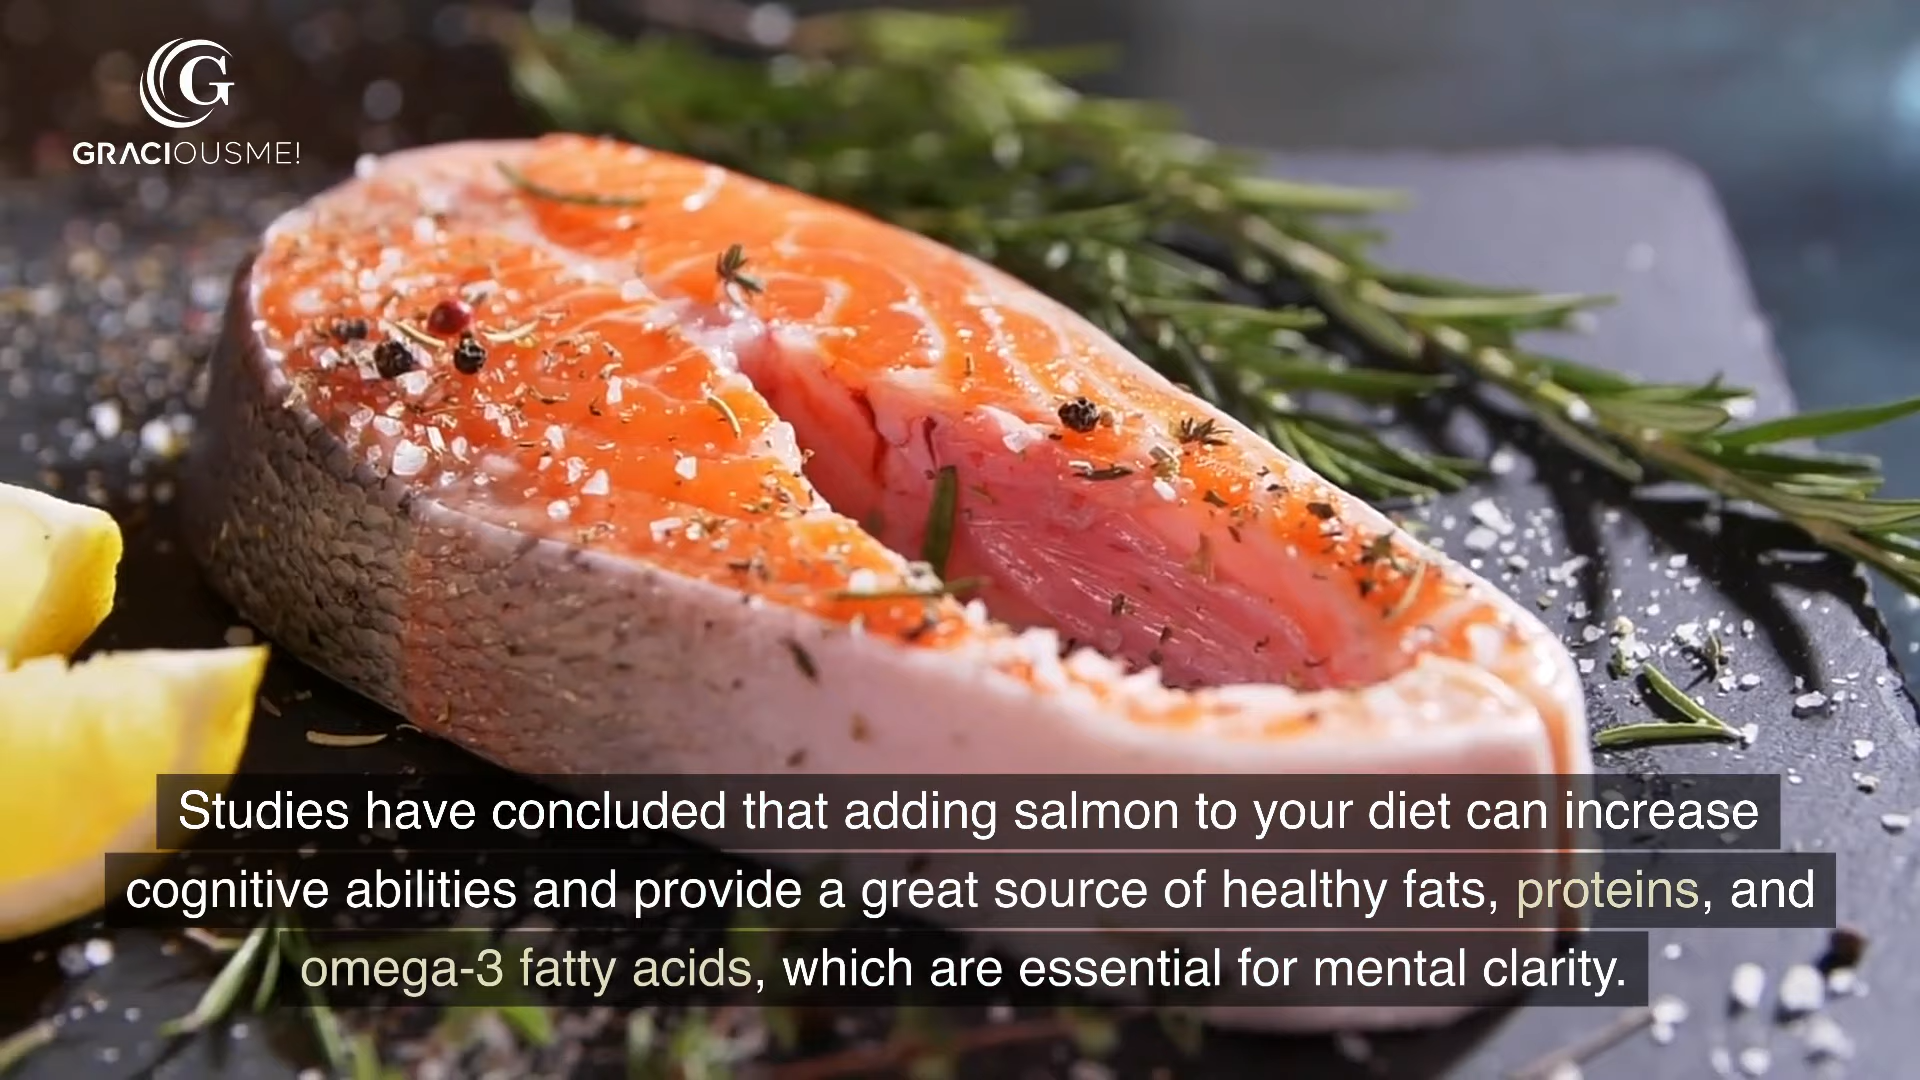 G
GRACIOUSME!
Studies have concluded that adding salmon to your diet can increase
cognitive abilities and provide a great source of healthy fats, proteins, and
omega-3 fatty acids, which are essential for mental clarity.